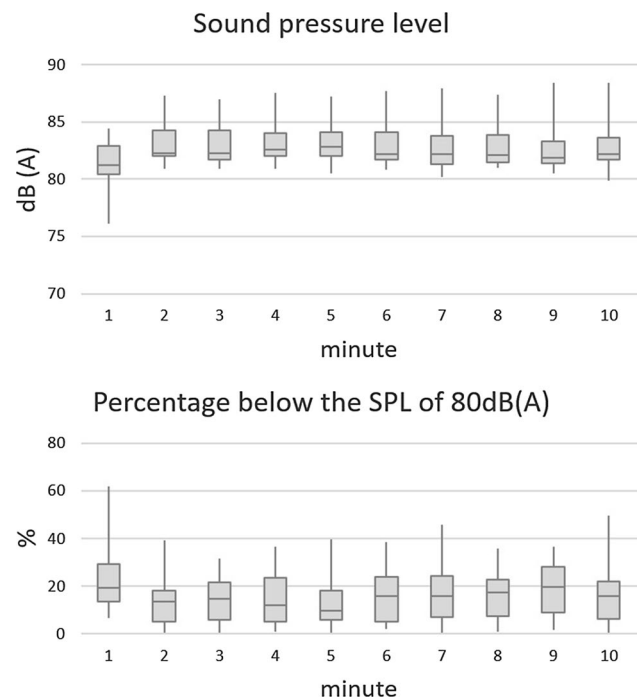 Sound pressure level
90
85
80
75
70
dB (A)
1 2 3 4 5 6 7 8 9 10
minute
Percentage below the SPL of 80dB(A)
80
60
40
20
0
%
1 2 3 4 5 6 7 8 9 10
minute